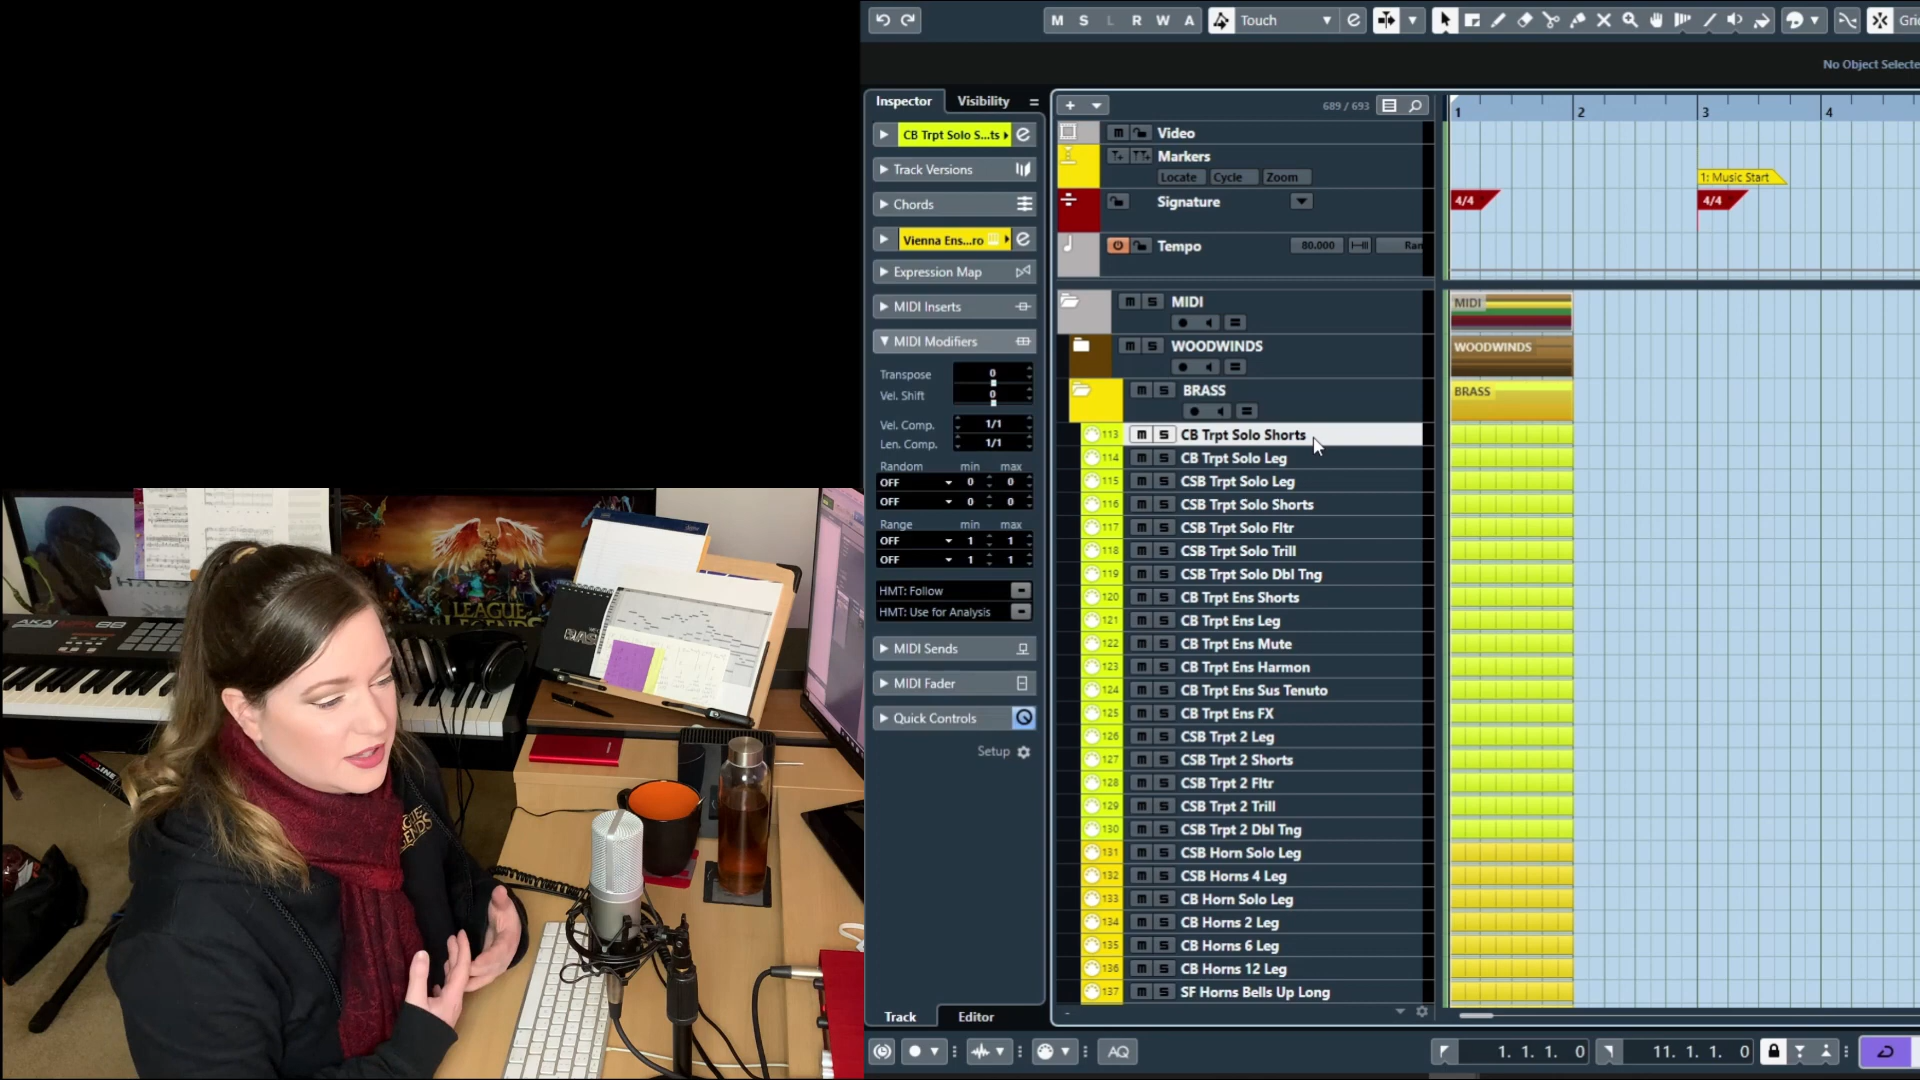 M S L R W A
Touch
Grid
No Object Selecte
Inspector
Visibility
CB Trpt Solo S...ts
Track Versions
Chords
Vienna Ens...ro
Expression Map
MIDI Inserts
MIDI Modifiers
Transpose 0
Vel. Shift 0
Vel. Comp. 1/1
Len. Comp. 1/1
Random min max
OFF 0 0
OFF 0 0
Range min max
OFF 1 1
OFF 1 1
HMT: Follow
HMT: Use for Analysis
MIDI Sends
MIDI Fader
Quick Controls
Setup
Track
Editor
689 / 693
m Video
Markers
Locate Cycle Zoom
Signature
Tempo 80.000 Ran
m S MIDI
m S WOODWINDS
m S BRASS
113 m S CB Trpt Solo Shorts
114 m S CB Trpt Solo Leg
115 m S CSB Trpt Solo Leg
116 m S CSB Trpt Solo Shorts
117 m S CSB Trpt Solo Fltr
118 m S CSB Trpt Solo Trill
119 m S CSB Trpt Solo Dbl Tng
120 m S CB Trpt Ens Shorts
121 m S CB Trpt Ens Leg
122 m S CB Trpt Ens Mute
123 m S CB Trpt Ens Harmon
124 m S CB Trpt Ens Sus Tenuto
125 m S CB Trpt Ens FX
126 m S CSB Trpt 2 Leg
127 m S CSB Trpt 2 Shorts
128 m S CSB Trpt 2 Fltr
129 m S CSB Trpt 2 Trill
130 m S CSB Trpt 2 Dbl Tng
131 m S CSB Horn Solo Leg
132 m S CSB Horns 4 Leg
133 m S CB Horn Solo Leg
134 m S CB Horns 2 Leg
135 m S CB Horns 6 Leg
136 m S CB Horns 12 Leg
137 m S SF Horns Bells Up Long
1 2 3 4
1: Music Start
4/4
4/4
MIDI
WOODWINDS
BRASS
AQ
1. 1. 1. 0
11. 1. 1. 0
AKAI
LEAGUE
LEGENDS